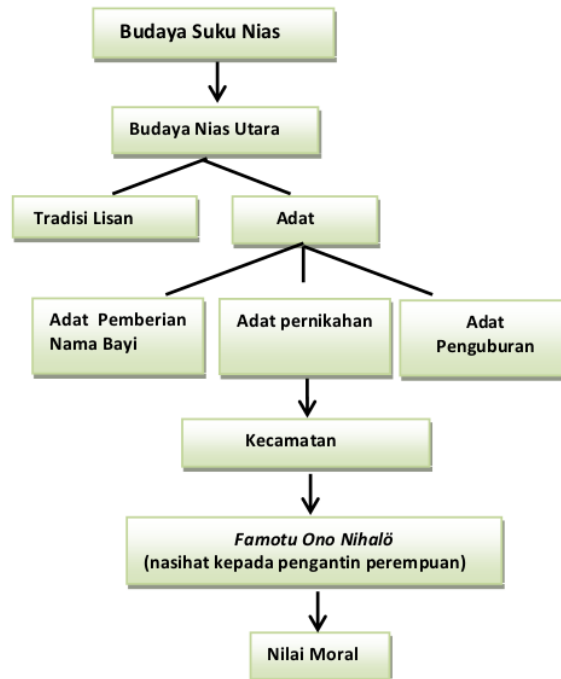 Budaya Suku Nias
Budaya Nias Utara
Tradisi Lisan
Adat
Adat Pemberian
Nama Bayi
Adat pernikahan
Adat
Penguburan
Kecamatan
Famotu Ono Nihalö
(nasihat kepada pengantin perempuan)
Nilai Moral